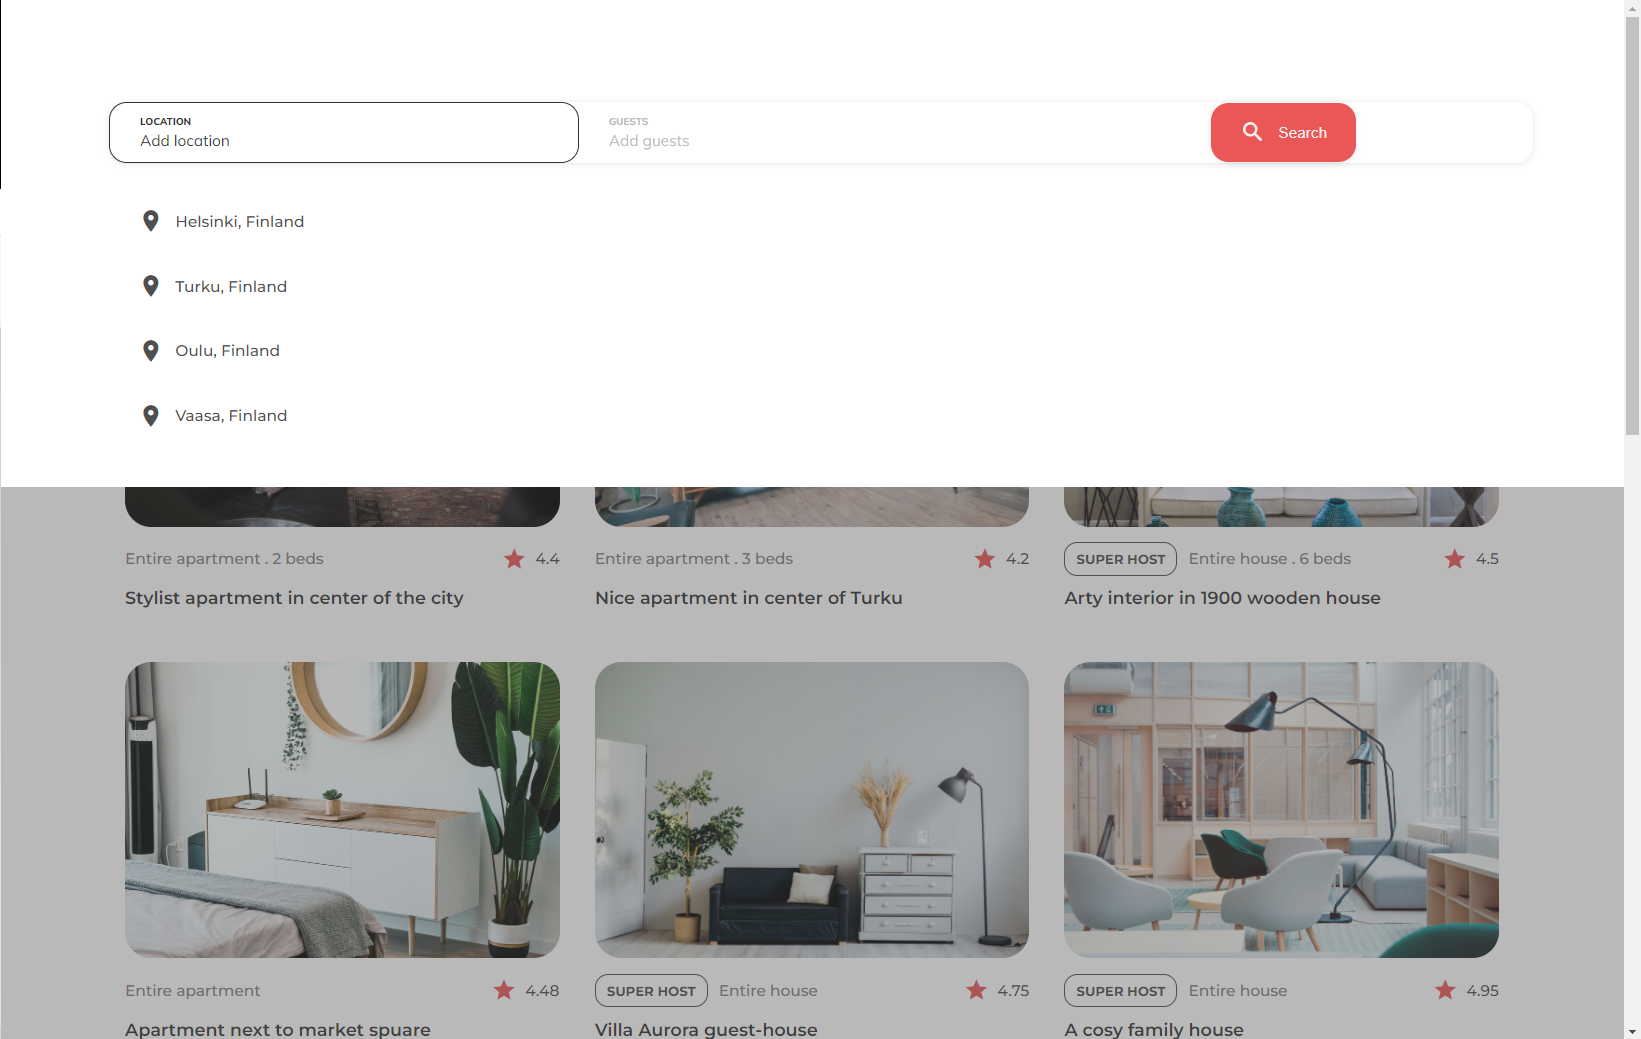 LOCATION
Add location
GUESTS
Add guests
Search
Helsinki, Finland
Turku, Finland
Oulu, Finland
Vaasa, Finland
Entire apartment . 2 beds
4.4
Stylist apartment in center of the city
Entire apartment . 3 beds
4.2
Nice apartment in center of Turku
SUPER HOST
Entire house . 6 beds
4.5
Arty interior in 1900 wooden house
Entire apartment
4.48
Apartment next to market spuare
SUPER HOST
Entire house
4.75
Villa Aurora guest-house
SUPER HOST
Entire house
4.95
A cosy family house